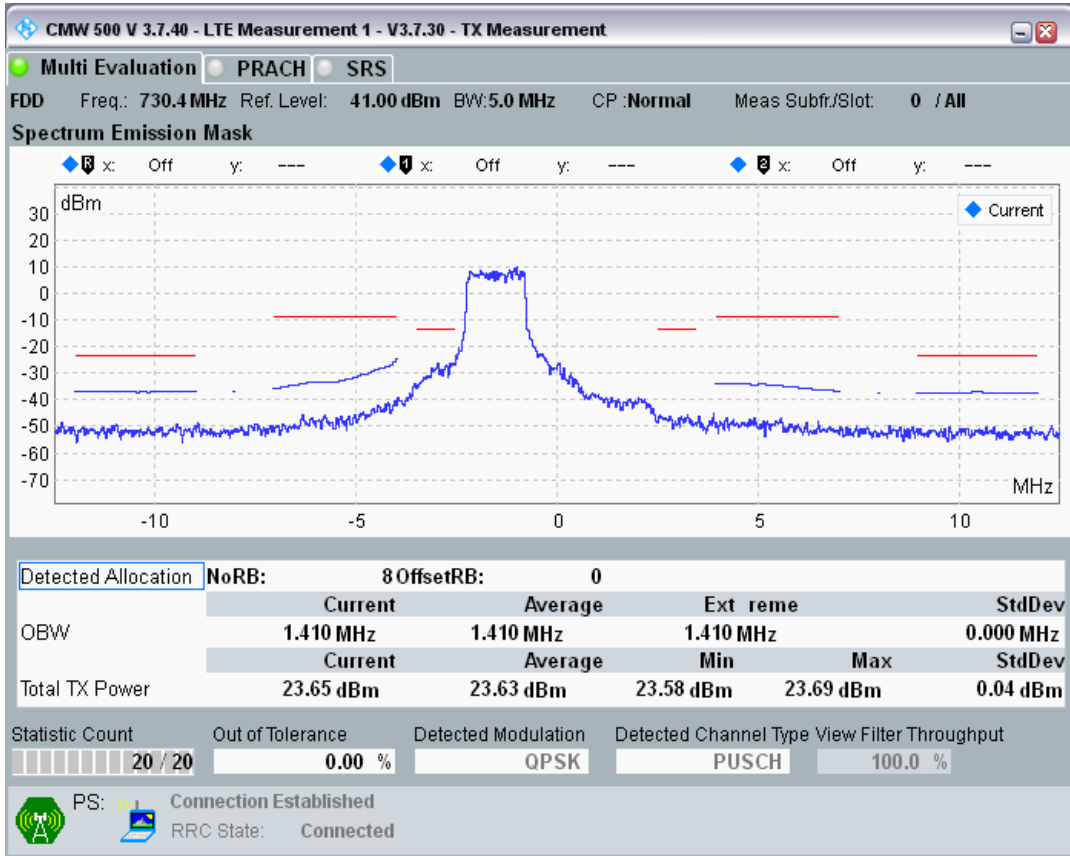 CMW 500 V 3.7.40 - LTE Measurement 1 - V3.7.30 - TX Measurement
Multi Evaluation PRACH SRS
FDD Freq.: 730.4 MHz Ref. Level: 41.00 dBm BW:5.0 MHz CP :Normal Meas Subfr./Slot: 0 / All
Spectrum Emission Mask
R x: Off y: --- 1 x: Off y: --- 2 x: Off y: ---
dBm
Current
30
20
10
0
-10
-20
-30
-40
-50
-60
-70
MHz
-10 -5 0 5 10
Detected Allocation NoRB: 8 OffsetRB: 0
Current Average Ext reme StdDev
OBW 1.410 MHz 1.410 MHz 1.410 MHz 0.000 MHz
Current Average Min Max StdDev
Total TX Power 23.65 dBm 23.63 dBm 23.58 dBm 23.69 dBm 0.04 dBm
Statistic Count Out of Tolerance Detected Modulation Detected Channel Type View Filter Throughput
20 / 20 0.00 % QPSK PUSCH 100.0 %
PS: Connection Established
RRC State: Connected